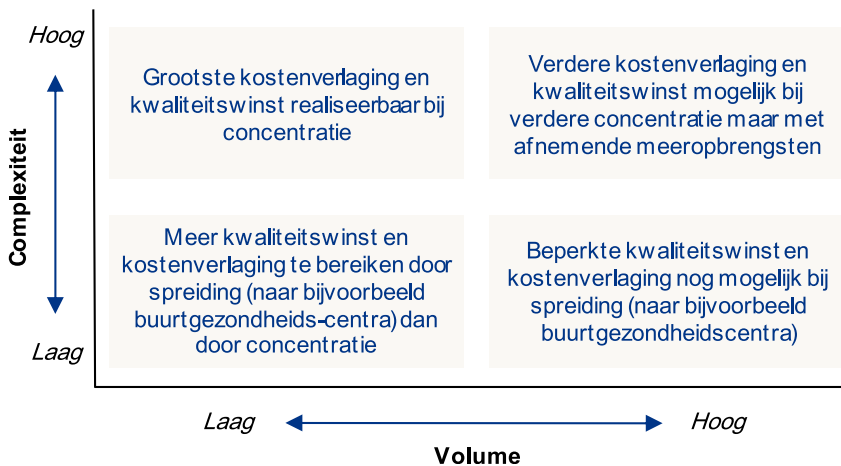 Hoog
Complexiteit
Laag
Grootste kostenverlaging en
kwaliteitswinst realiseerbaar bij
concentratie
Verdere kostenverlaging en
kwaliteitswinst mogelijk bij
verdere concentratie maar met
afnemende meeropbrengsten
Meer kwaliteitswinst en
kostenverlaging te bereiken door
spreiding (naar bijvoorbeeld
buurtgezondheids-centra) dan
door concentratie
Beperkte kwaliteitswinst en
kostenverlaging nog mogelijk bij
spreiding (naar bijvoorbeeld
buurtgezondheidscentra)
Laag
Hoog
Volume